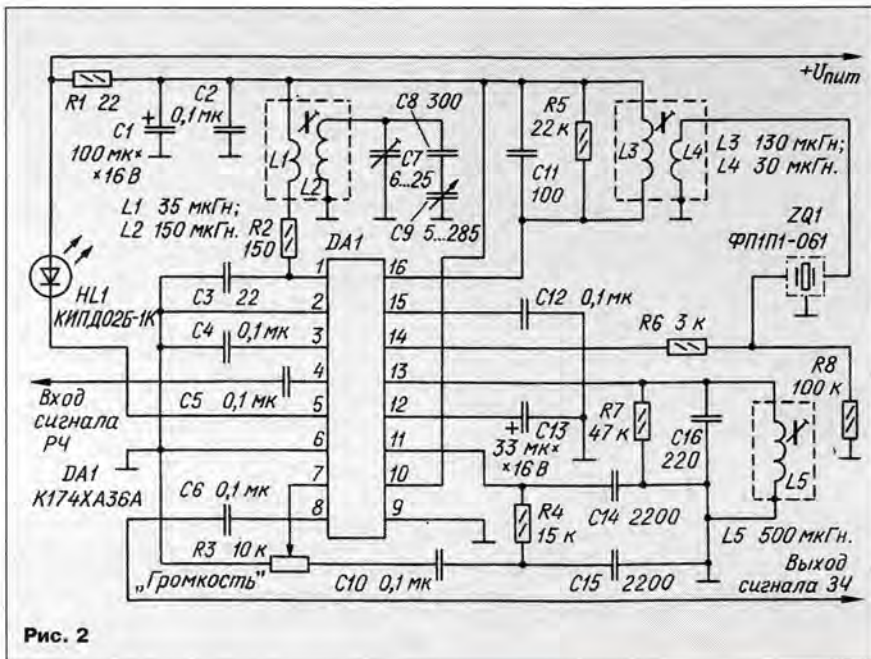 +Uпит
R1 22
C1
100 мк×
×16 В
C2
0,1 мк
L1
L2
L1 35 мкГн;
L2 150 мкГн.
R2
150
C8 300
C7
6...25
C9 5...285
C11
100
R5
22 к
L3
L4
L3 130 мкГн;
L4 30 мкГн.
ZQ1
ФП1П1-061
HL1
КИПД02Б-1К
C3 22
C4
0,1 мк
C5 0,1 мк
Вход
сигнала
РЧ
DA1
К174ХА36А
C6 0,1 мк
R3 10 к
„Громкость"
DA1
1
2
3
4
5
6
7
8
16
15
14
13
12
11
10
9
C12 0,1 мк
R6 3 к
R8
100 к
R7
47 к
C16
220
C13
33 мк×
×16 В
L5
L5 500 мкГн.
R4
15 к
C14 2200
C10 0,1 мк
C15 2200
Выход
сигнала ЗЧ
Рис. 2